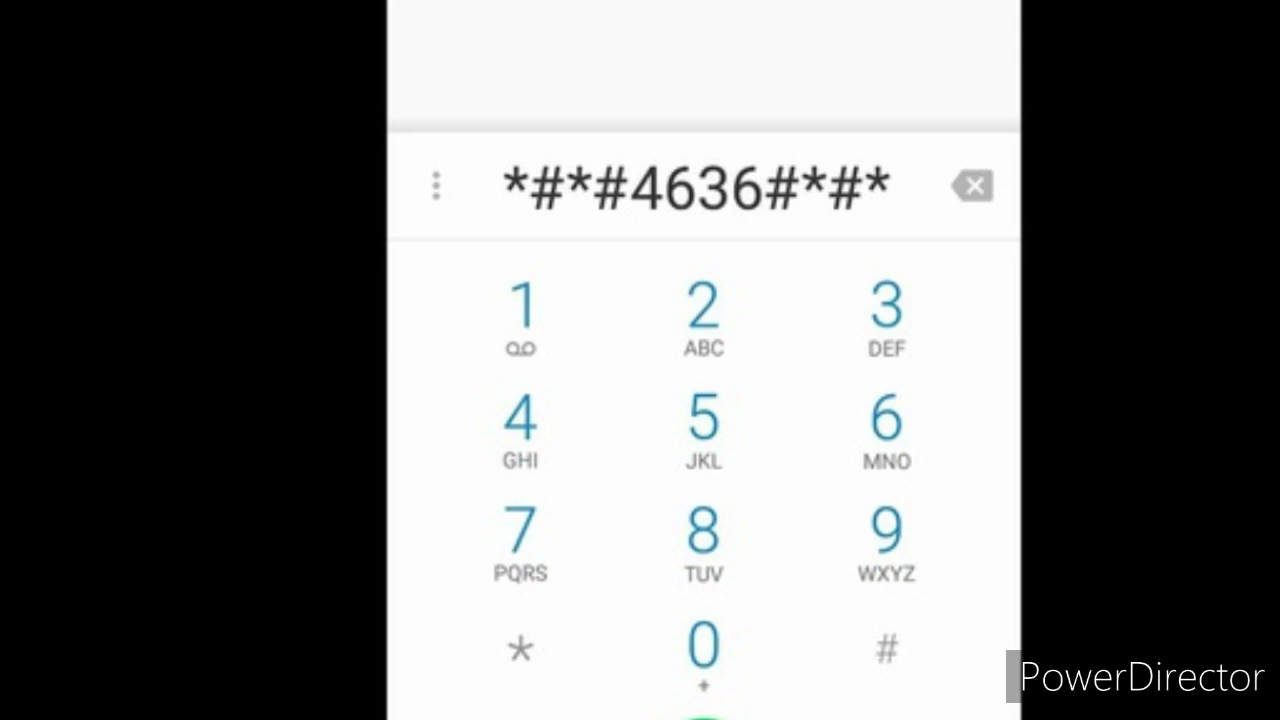 *#*#4636#*#*
1 2 3
ABC DEF
4 5 6
GHI JKL MNO
7 8 9
PQRS TUV WXYZ
* 0 #
+
PowerDirector